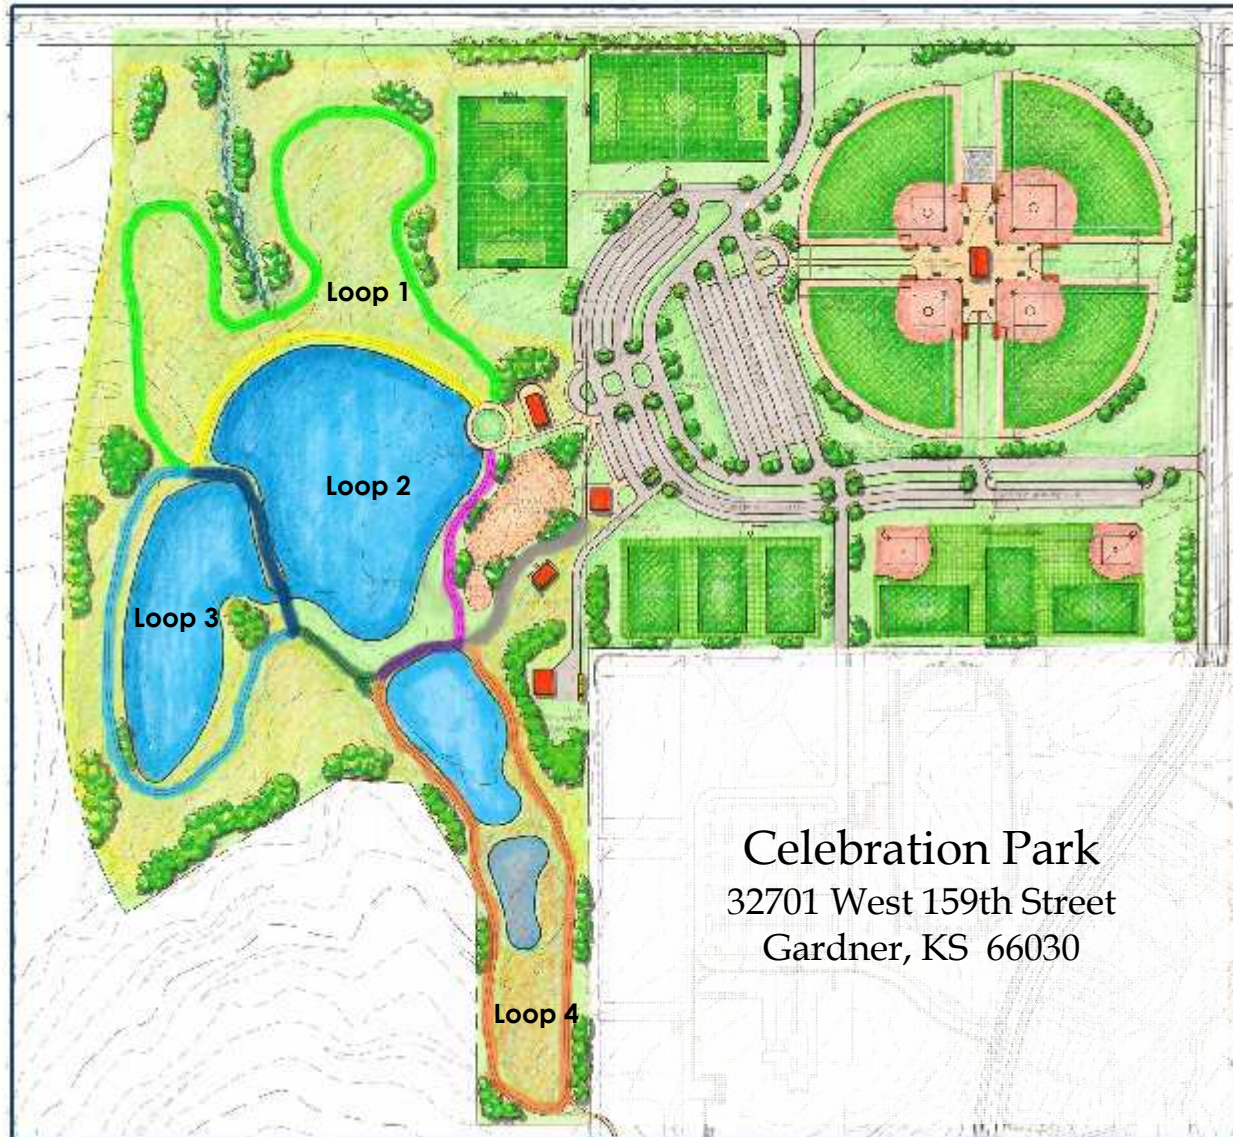 Loop 1
Loop 2
Loop 3
Loop 4
Celebration Park
32701 West 159th Street
Gardner, KS  66030